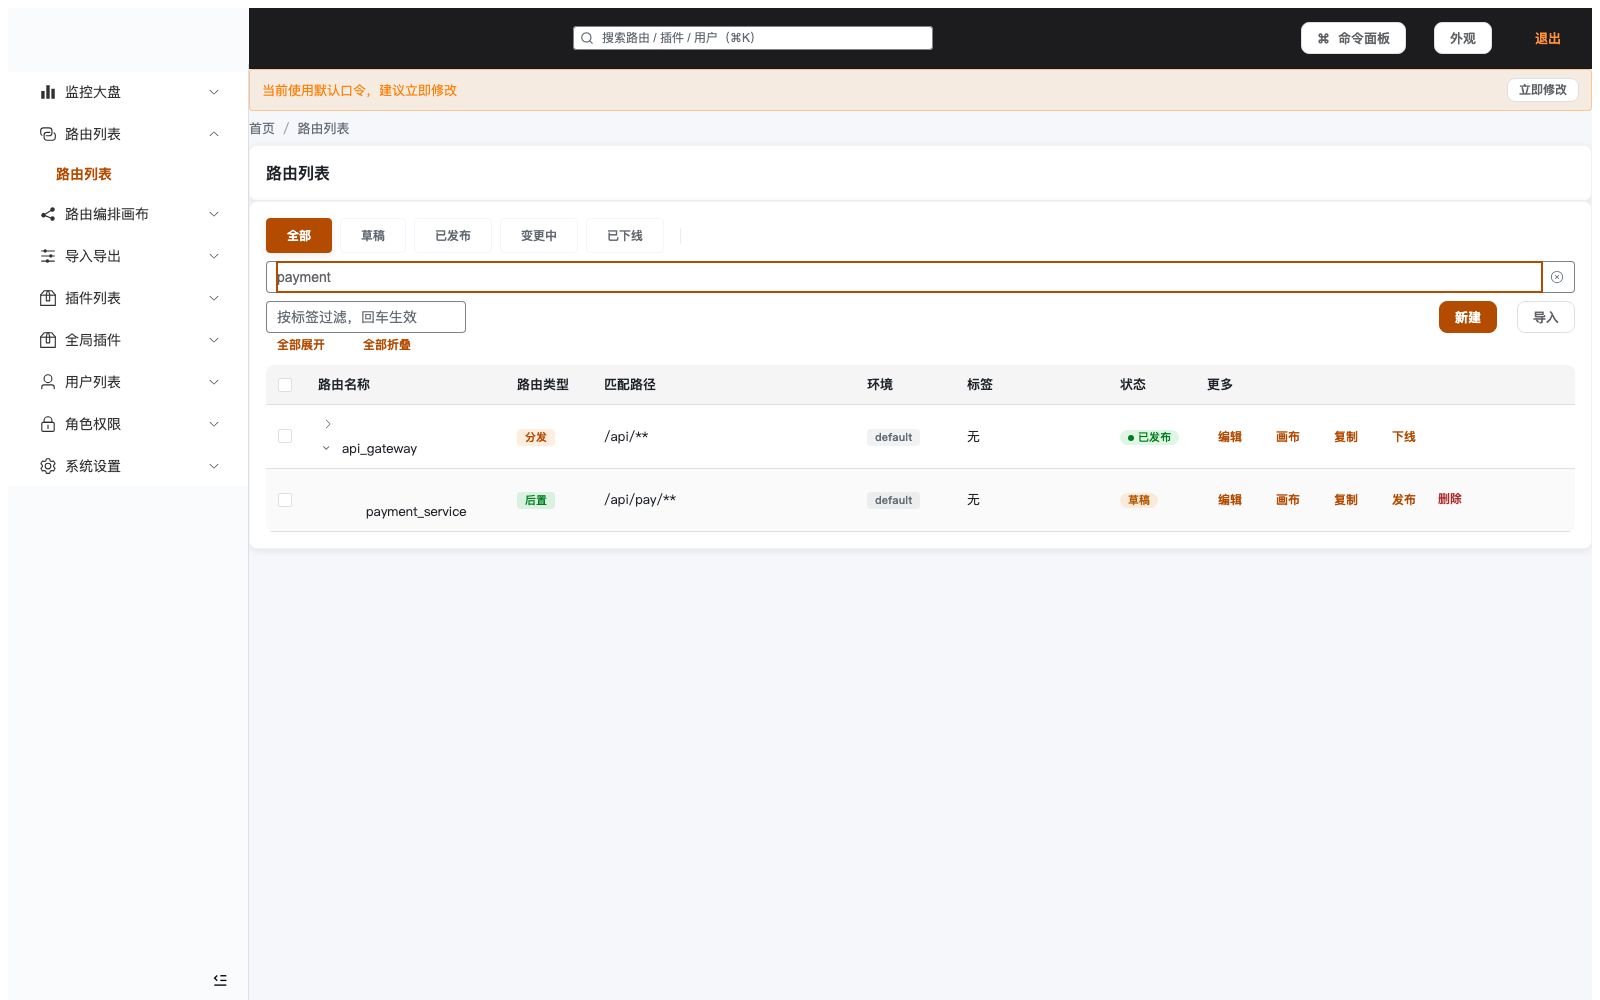 搜索路由 / 插件 / 用户（⌘K）
⌘ 命令面板
外观
退出
监控大盘
路由列表
路由列表
路由编排画布
导入导出
插件列表
全局插件
用户列表
角色权限
系统设置
当前使用默认口令，建议立即修改
立即修改
首页 / 路由列表
路由列表
全部 草稿 已发布 变更中 已下线
payment
按标签过滤，回车生效
新建 导入
全部展开 全部折叠
路由名称 路由类型 匹配路径 环境 标签 状态 更多
api_gateway 分发 /api/** default 无 已发布 编辑 画布 复制 下线
payment_service 后置 /api/pay/** default 无 草稿 编辑 画布 复制 发布 删除